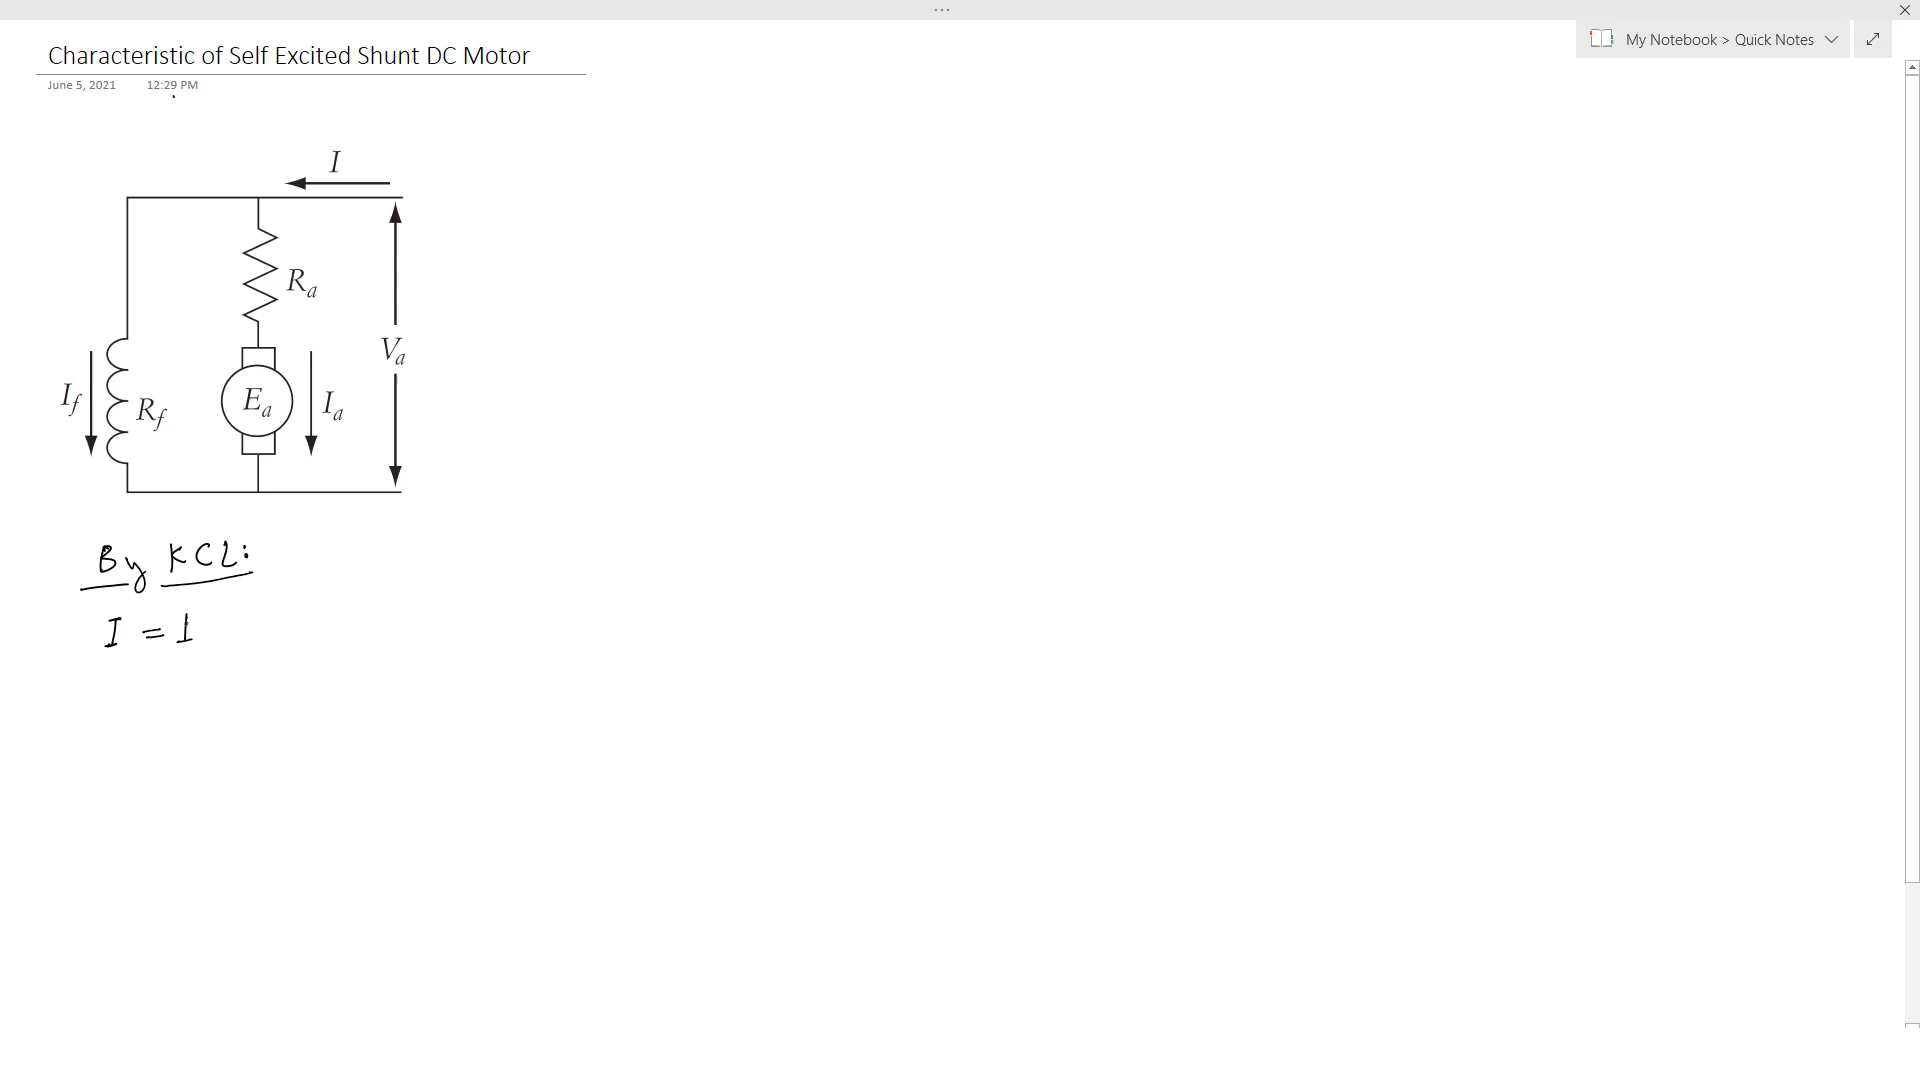 ...
My Notebook > Quick Notes
Characteristic of Self Excited Shunt DC Motor
June 5, 2021 12:29 PM
I
Ra
Va
If
Rf
Ea
Ia
By KCL:
I = I